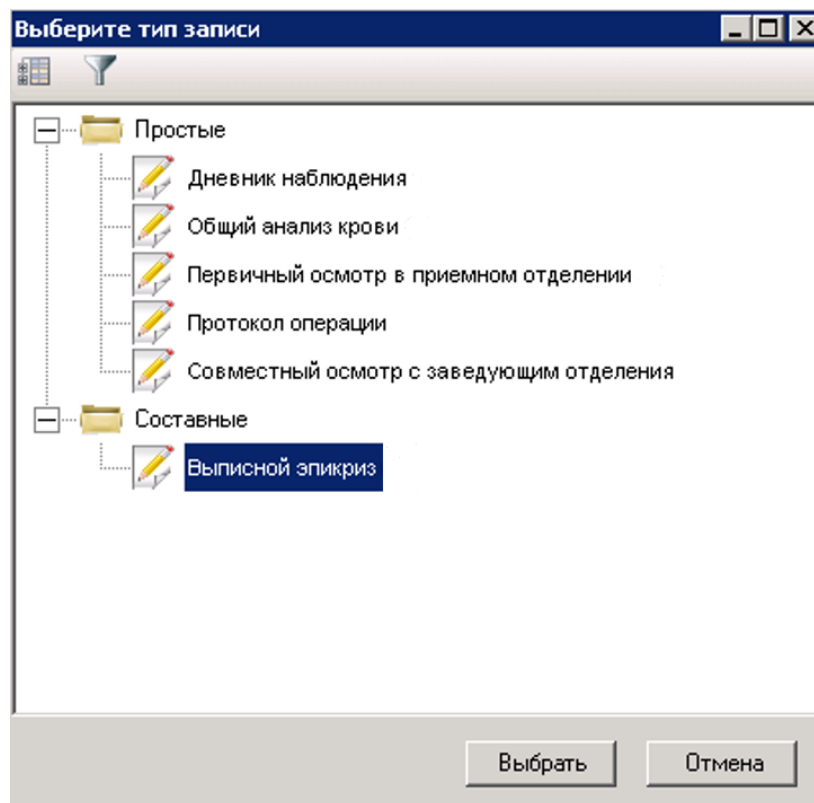 Выберите тип записи
Простые
Дневник наблюдения
Общий анализ крови
Первичный осмотр в приемном отделении
Протокол операции
Совместный осмотр с заведующим отделения
Составные
Выписной эпикриз
Выбрать Отмена